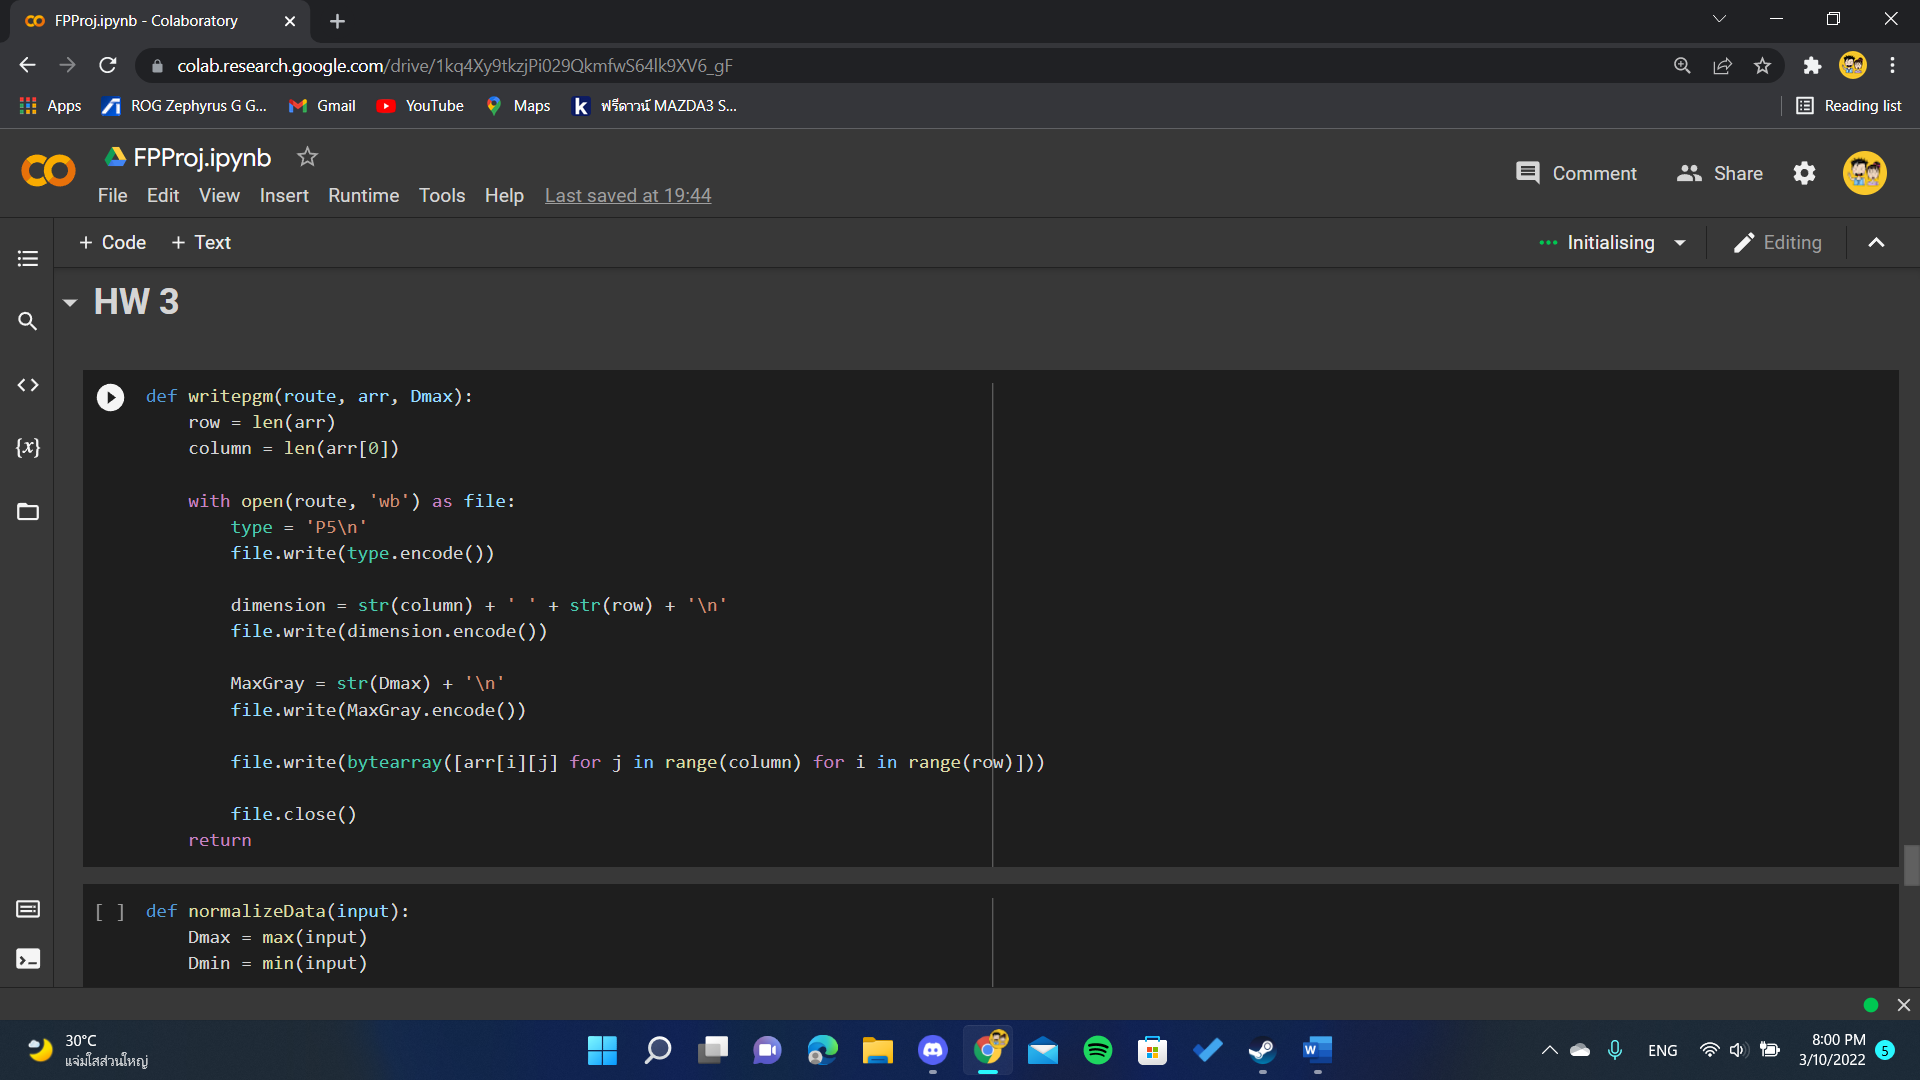 FPProj.ipynb - Colaboratory
colab.research.google.com/drive/1kq4Xy9tkzjPi029QkmfwS64lk9XV6_gF
Apps ROG Zephyrus G G... Gmail YouTube Maps k ฟรีดาวน์ MAZDA3 S... Reading list
FPProj.ipynb
Comment Share
File Edit View Insert Runtime Tools Help Last saved at 19:44
+ Code + Text Initialising Editing
HW 3
def writepgm(route, arr, Dmax):
row = len(arr)
column = len(arr[0])
with open(route, 'wb') as file:
type = 'P5\n'
file.write(type.encode())
dimension = str(column) + ' ' + str(row) + '\n'
file.write(dimension.encode())
MaxGray = str(Dmax) + '\n'
file.write(MaxGray.encode())
file.write(bytearray([arr[i][j] for j in range(column) for i in range(row)]))
file.close()
return
[ ] def normalizeData(input):
Dmax = max(input)
Dmin = min(input)
30°C
แจ่มใสส่วนใหญ่
ENG
8:00 PM
3/10/2022
5